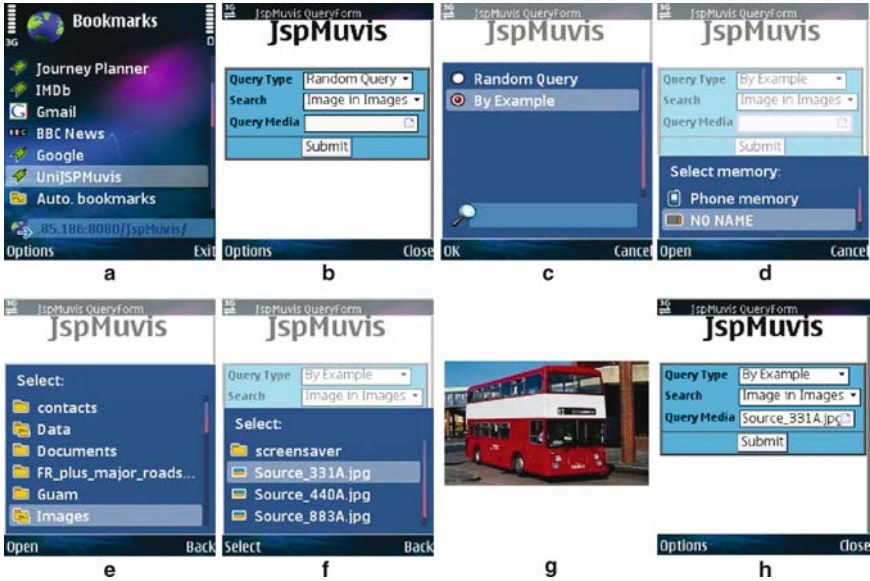 Bookmarks
3G
Journey Planner
IMDb
Gmail
BBC BBC News
Google
UniJSPMuvis
Auto. bookmarks
.85.186:8080/JspMuvis/
Options Exit
a
3G JspMuvis QueryForm
JspMuvis
Query Type Random Query
Search Image in Images
Query Media
Submit
Options Close
b
JspMuvis
Random Query
By Example
OK Cancel
c
3G JspMuvis QueryForm
JspMuvis
Query Type By Example
Search Image in Images
Query Media
Submit
Select memory:
Phone memory
NO NAME
Open Cancel
d
3G JspMuvis QueryForm
JspMuvis
Select:
contacts
Data
Documents
FR_plus_major_roads...
Guam
Images
Open Back
e
3G JspMuvis QueryForm
JspMuvis
Query Type By Example
Search Image in Images
Select:
screensaver
Source_331A.jpg
Source_440A.jpg
Source_883A.jpg
Select Back
f
g
3G JspMuvis QueryForm
JspMuvis
Query Type By Example
Search Image in Images
Query Media Source_331A.jpg
Submit
Options Close
h